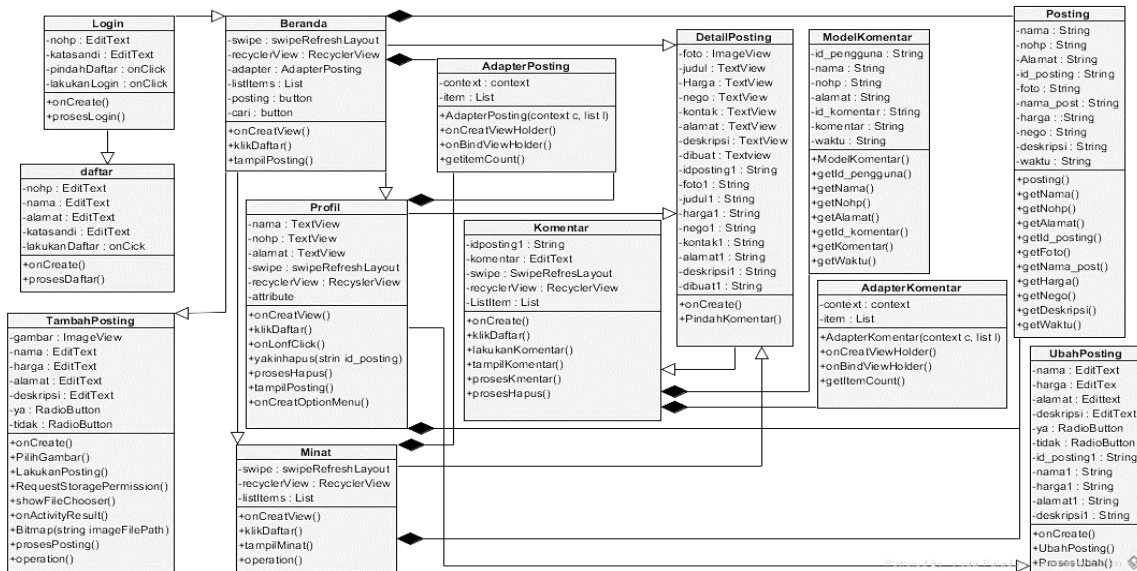 Login
-nohp : EditText
-katasandi : EditText
-pindahDaftar : onClick
-lakukanLogin : onClick
+onCreate()
+prosesLogin()
daftar
-nohp : EditText
-nama : EditText
-alamat : EditText
-katasandi : EditText
-lakukanDaftar : onCick
+onCreate()
+prosesDaftar()
TambahPosting
-gambar : ImageView
-nama : EditText
-harga : EditText
-alamat : EditText
-deskripsi : EditText
-ya : RadioButton
-tidak : RadioButton
+onCreate()
+PilihGambar()
+LakukanPosting()
+RequestStoragePermission()
+showFileChooser()
+onActivityResult()
+Bitmap(string imageFilePath)
+prosesPosting()
+operation()
Beranda
-swipe : swipeRefreshLayout
-recyclerView : RecyclerView
-adapter : AdapterPosting
-listItems : List
-posting : button
-cari : button
+onCreatView()
+klikDaftar()
+tampilPosting()
Profil
-nama : TextView
-nohp : TextView
-alamat : TextView
-swipe : swipeRefreshLayout
-recyclerView : RecyslerView
-attribute
+onCreatView()
+klikDaftar()
+onLonfClick()
+yakinhapus(strin id_posting)
+prosesHapus()
+tampilPosting()
+onCreatOptionMenu()
Minat
-swipe : swipeRefreshLayout
-recyclerView : RecyclerView
-listItems : List
+onCreatView()
+klikDaftar()
+tampilMinat()
+operation()
AdapterPosting
-context : context
-item : List
+AdapterPosting(context c, list l)
+onCreatViewHolder()
+onBindViewHolder()
+getitemCount()
Komentar
-idposting1 : String
-komentar : EditText
-swipe : SwipeRefresLayout
-recyclerView : RecyclerView
-ListItem : List
+onCreate()
+klikDaftar()
+lakukanKomentar()
+tampilKomentar()
+prosesKmentar()
+prosesHapus()
DetailPosting
-foto : ImageView
-judul : TextView
-Harga : TextView
-nego : TextView
-kontak : TextView
-alamat : TextView
-deskripsi : TextView
-dibuat : Textview
-idposting1 : String
-foto1 : String
-judul1 : String
-harga1 : String
-nego1 : String
-kontak1 : String
-alamat1 : String
-deskripsi1 : String
-dibuat1 : String
+onCreate()
+PindahKomentar()
ModelKomentar
-id_pengguna : String
-nama : String
-nohp : String
-alamat : String
-id_komentar : String
-komentar : String
-waktu : String
+ModelKomentar()
+getId_pengguna()
+getNama()
+getNohp()
+getAlamat()
+getId_komentar()
+getKomentar()
+getWaktu()
AdapterKomentar
-context : context
-item : List
+AdapterKomentar(context c, list l)
+onCreatViewHolder()
+onBindViewHolder()
+getItemCount()
Posting
-nama : String
-nohp : String
-Alamat : String
-id_posting : String
-foto : String
-nama_post : String
-harga : :String
-nego : String
-deskripsi : String
-waktu : String
+posting()
+getNama()
+getNohp()
+getAlamat()
+getId_posting()
+getFoto()
+getNama_post()
+getHarga()
+getNego()
+getDeskripsi()
+getWaktu()
UbahPosting
-nama : EditText
-harga : EditTex
-alamat : Edittext
-deskripsi : EditText
-ya : RadioButton
-tidak : RadioButton
-id_posting1 : String
-nama1 : String
-harga1 : String
-alamat1 : String
-deskripsi1 : String
+onCreate()
+UbahPosting()
+ProsesUbah()